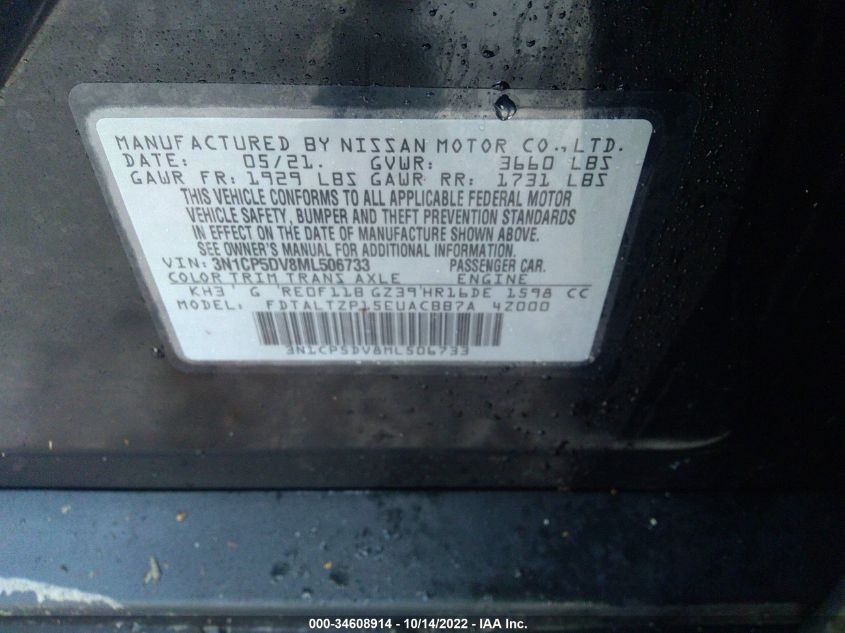 MANUFACTURED BY NISSAN MOTOR CO.,LTD.
DATE: 05/21. GVWR: 3660 LBS
GAWR FR: 1929 LBS GAWR RR: 1731 LBS
THIS VEHICLE CONFORMS TO ALL APPLICABLE FEDERAL MOTOR
VEHICLE SAFETY, BUMPER AND THEFT PREVENTION STANDARDS
IN EFFECT ON THE DATE OF MANUFACTURE SHOWN ABOVE.
SEE OWNER'S MANUAL FOR ADDITIONAL INFORMATION.
VIN: 3N1CP5DV8ML506733 PASSENGER CAR.
COLOR TRIM TRANS AXLE ENGINE
KH3 G RE0F11B GZ39 HR16DE 1598 CC
MODEL: FDTALTZP15EUACBB7A 4Z000
3N1CP5DV8ML506733
000-34608914 - 10/14/2022 - IAA Inc.